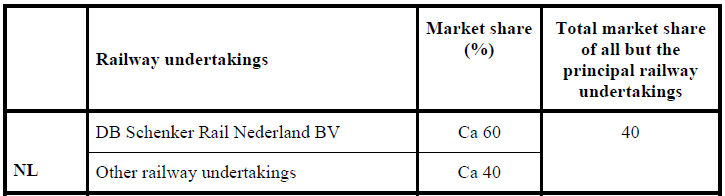 Railway undertakings
Market share
(%)
Total market share
of all but the
principal railway
undertakings
NL
DB Schenker Rail Nederland BV
Ca 60
40
Other railway undertakings
Ca 40